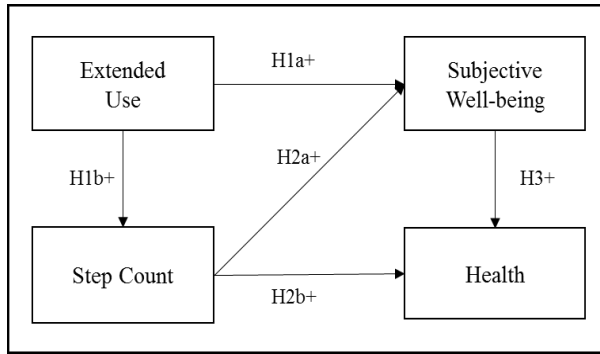 Extended
Use
H1a+
Subjective
Well-being
H2a+
H1b+
H3+
Step Count
H2b+
Health